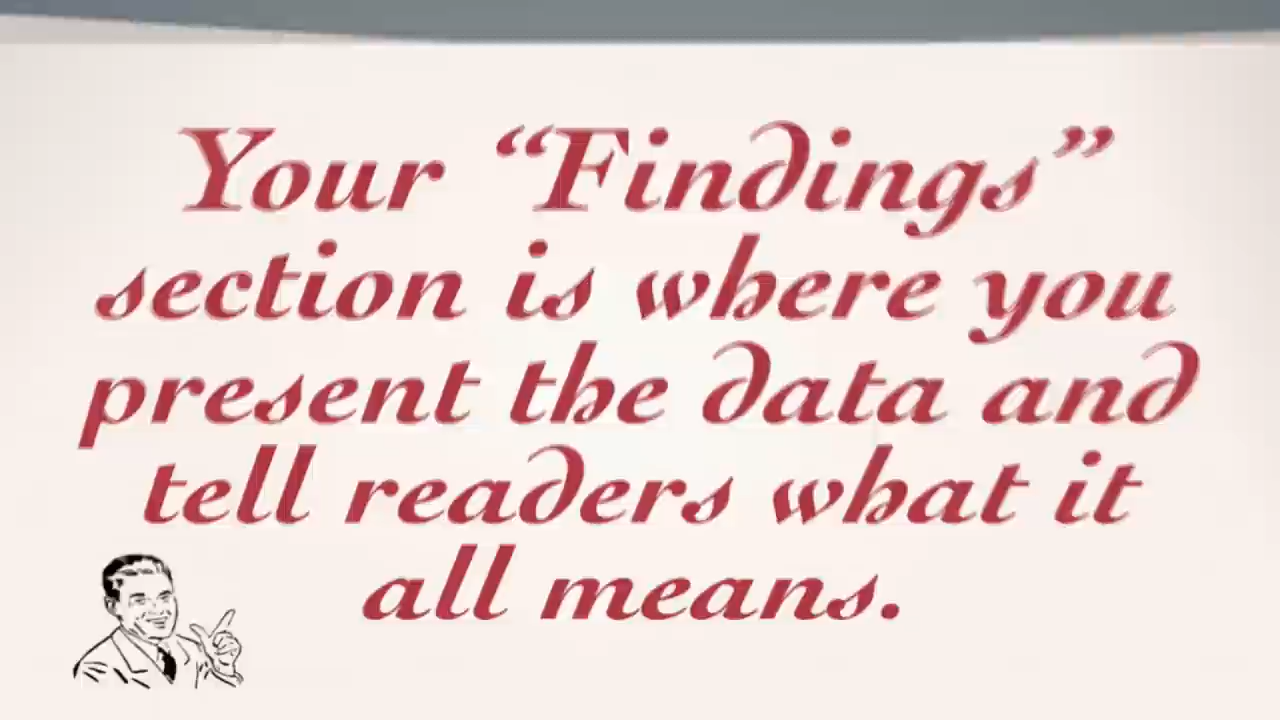 Your “Findings”
section is where you
present the data and
tell readers what it
all means.